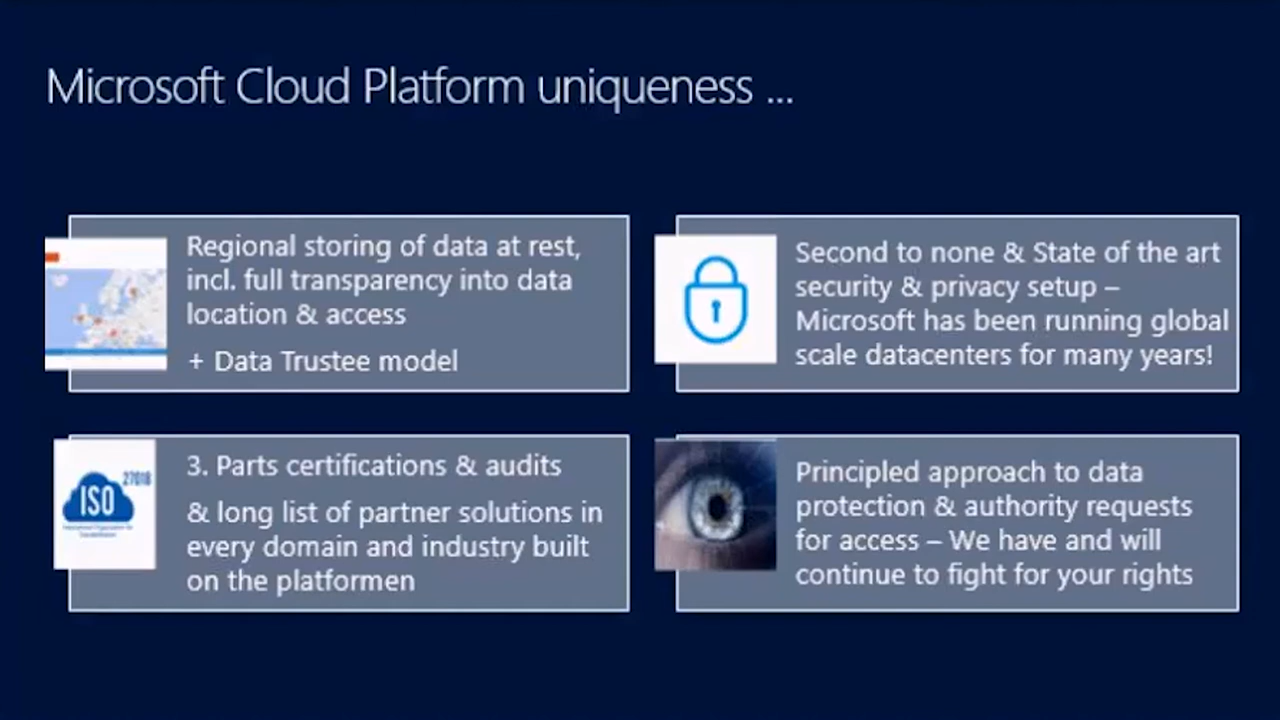 Microsoft Cloud Platform uniqueness ...
Regional storing of data at rest,
incl. full transparency into data
location & access
+ Data Trustee model
Second to none & State of the art
security & privacy setup –
Microsoft has been running global
scale datacenters for many years!
27018
ISO
3. Parts certifications & audits
& long list of partner solutions in
every domain and industry built
on the platformen
Principled approach to data
protection & authority requests
for access – We have and will
continue to fight for your rights